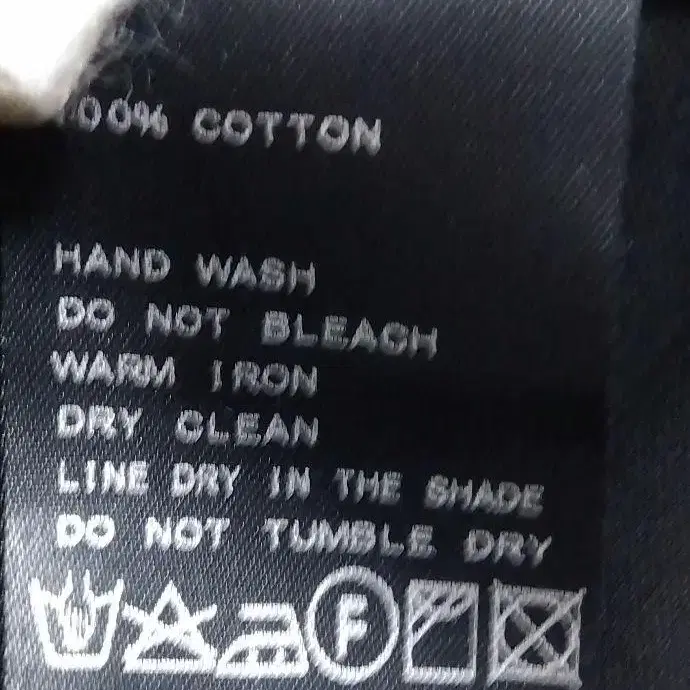 00% COTTON
HAND WASH
DO NOT BLEACH
WARM IRON
DRY CLEAN
LINE DRY IN THE SHADE
DO NOT TUMBLE DRY
F